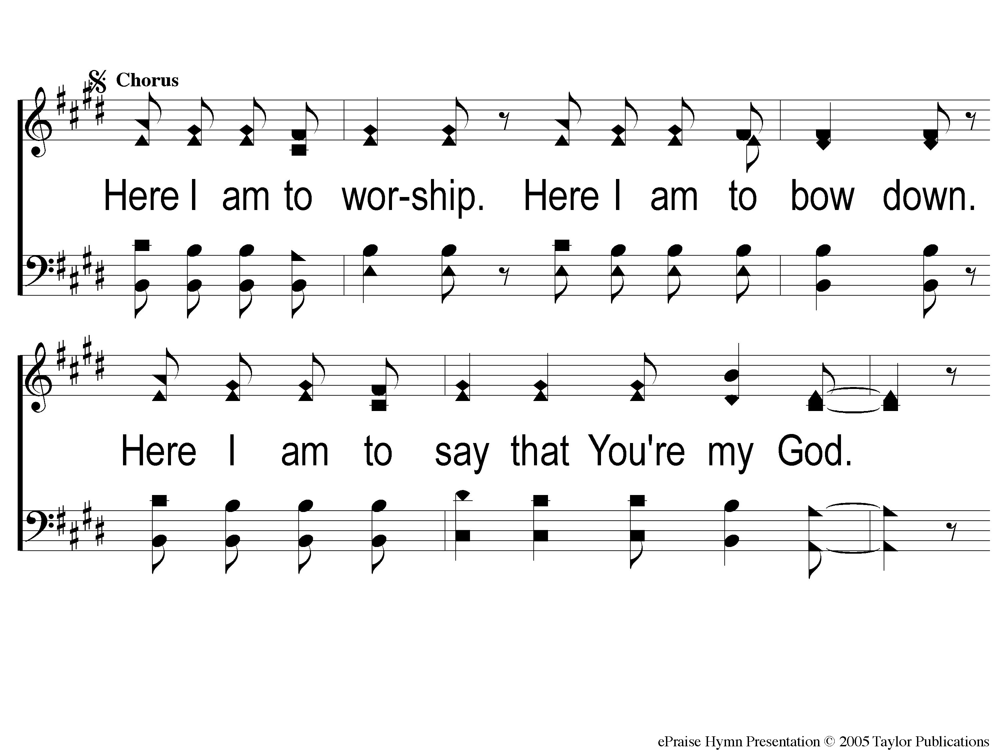 Chorus
Here I am to wor-ship. Here I am to bow down.
Here I am to say that You're my God.
ePraise Hymn Presentation © 2005 Taylor Publications